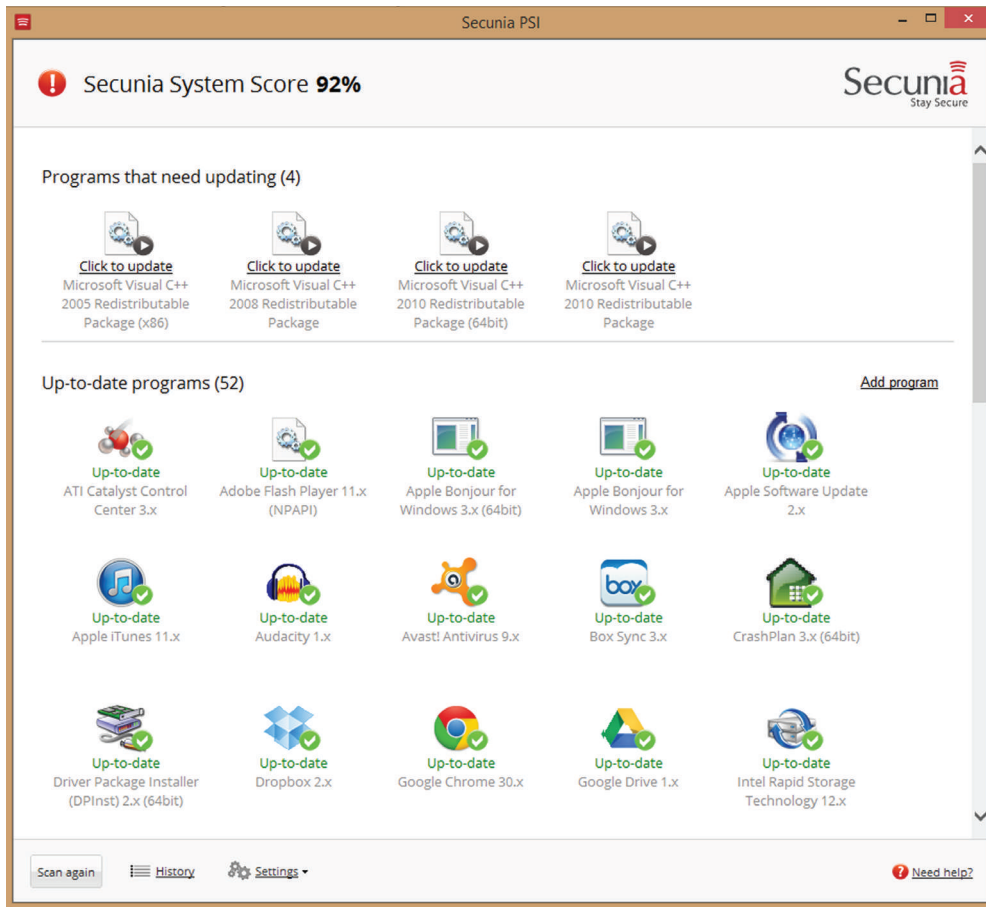 Secunia PSI
Secunia System Score 92%
Secunia
Stay Secure
Programs that need updating (4)
Click to update
Microsoft Visual C++
2005 Redistributable
Package (x86)
Click to update
Microsoft Visual C++
2008 Redistributable
Package
Click to update
Microsoft Visual C++
2010 Redistributable
Package (64bit)
Click to update
Microsoft Visual C++
2010 Redistributable
Package
Up-to-date programs (52)
Add program
Up-to-date
ATI Catalyst Control
Center 3.x
Up-to-date
Adobe Flash Player 11.x
(NPAPI)
Up-to-date
Apple Bonjour for
Windows 3.x (64bit)
Up-to-date
Apple Bonjour for
Windows 3.x
Up-to-date
Apple Software Update
2.x
Up-to-date
Apple iTunes 11.x
Up-to-date
Audacity 1.x
Up-to-date
Avast! Antivirus 9.x
box
Up-to-date
Box Sync 3.x
Up-to-date
CrashPlan 3.x (64bit)
Up-to-date
Driver Package Installer
(DPInst) 2.x (64bit)
Up-to-date
Dropbox 2.x
Up-to-date
Google Chrome 30.x
Up-to-date
Google Drive 1.x
Up-to-date
Intel Rapid Storage
Technology 12.x
Scan again
History
Settings
Need help?